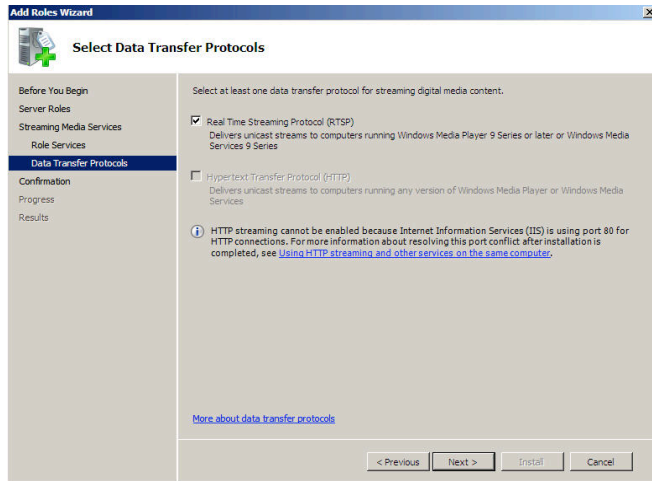 Add Roles Wizard
Select Data Transfer Protocols
Before You Begin
Server Roles
Streaming Media Services
Role Services
Data Transfer Protocols
Confirmation
Progress
Results
Select at least one data transfer protocol for streaming digital media content.
Real Time Streaming Protocol (RTSP)
Delivers unicast streams to computers running Windows Media Player 9 Series or later or Windows Media
Services 9 Series
Hypertext Transfer Protocol (HTTP)
Delivers unicast streams to computers running any version of Windows Media Player or Windows Media
Services
HTTP streaming cannot be enabled because Internet Information Services (IIS) is using port 80 for
HTTP connections. For more information about resolving this port conflict after installation is
completed, see Using HTTP streaming and other services on the same computer.
More about data transfer protocols
< Previous
Next >
Install
Cancel